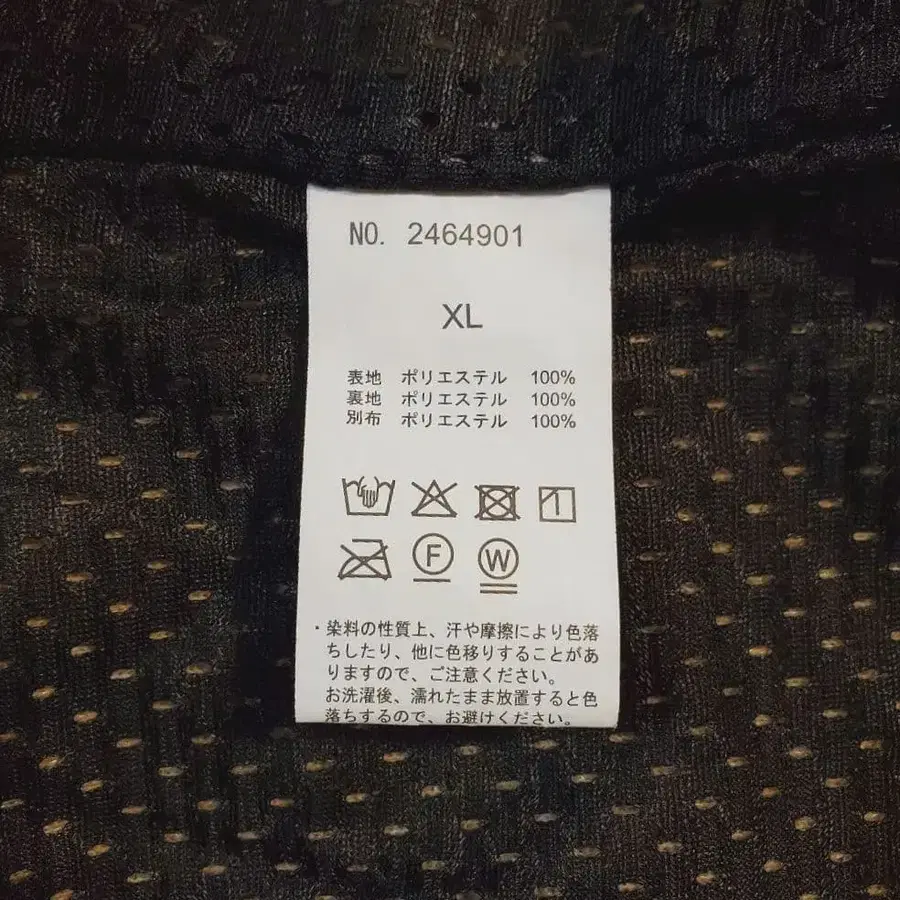 NO. 2464901
XL
表地 ポリエステル 100%
裏地 ポリエステル 100%
別布 ポリエステル 100%
1
F W
・染料の性質上、汗や摩擦により色落
ちしたり、他に色移りすることがあ
りますので、ご注意ください。
お洗濯後、濡れたまま放置すると色
落ちするので、お避けください。